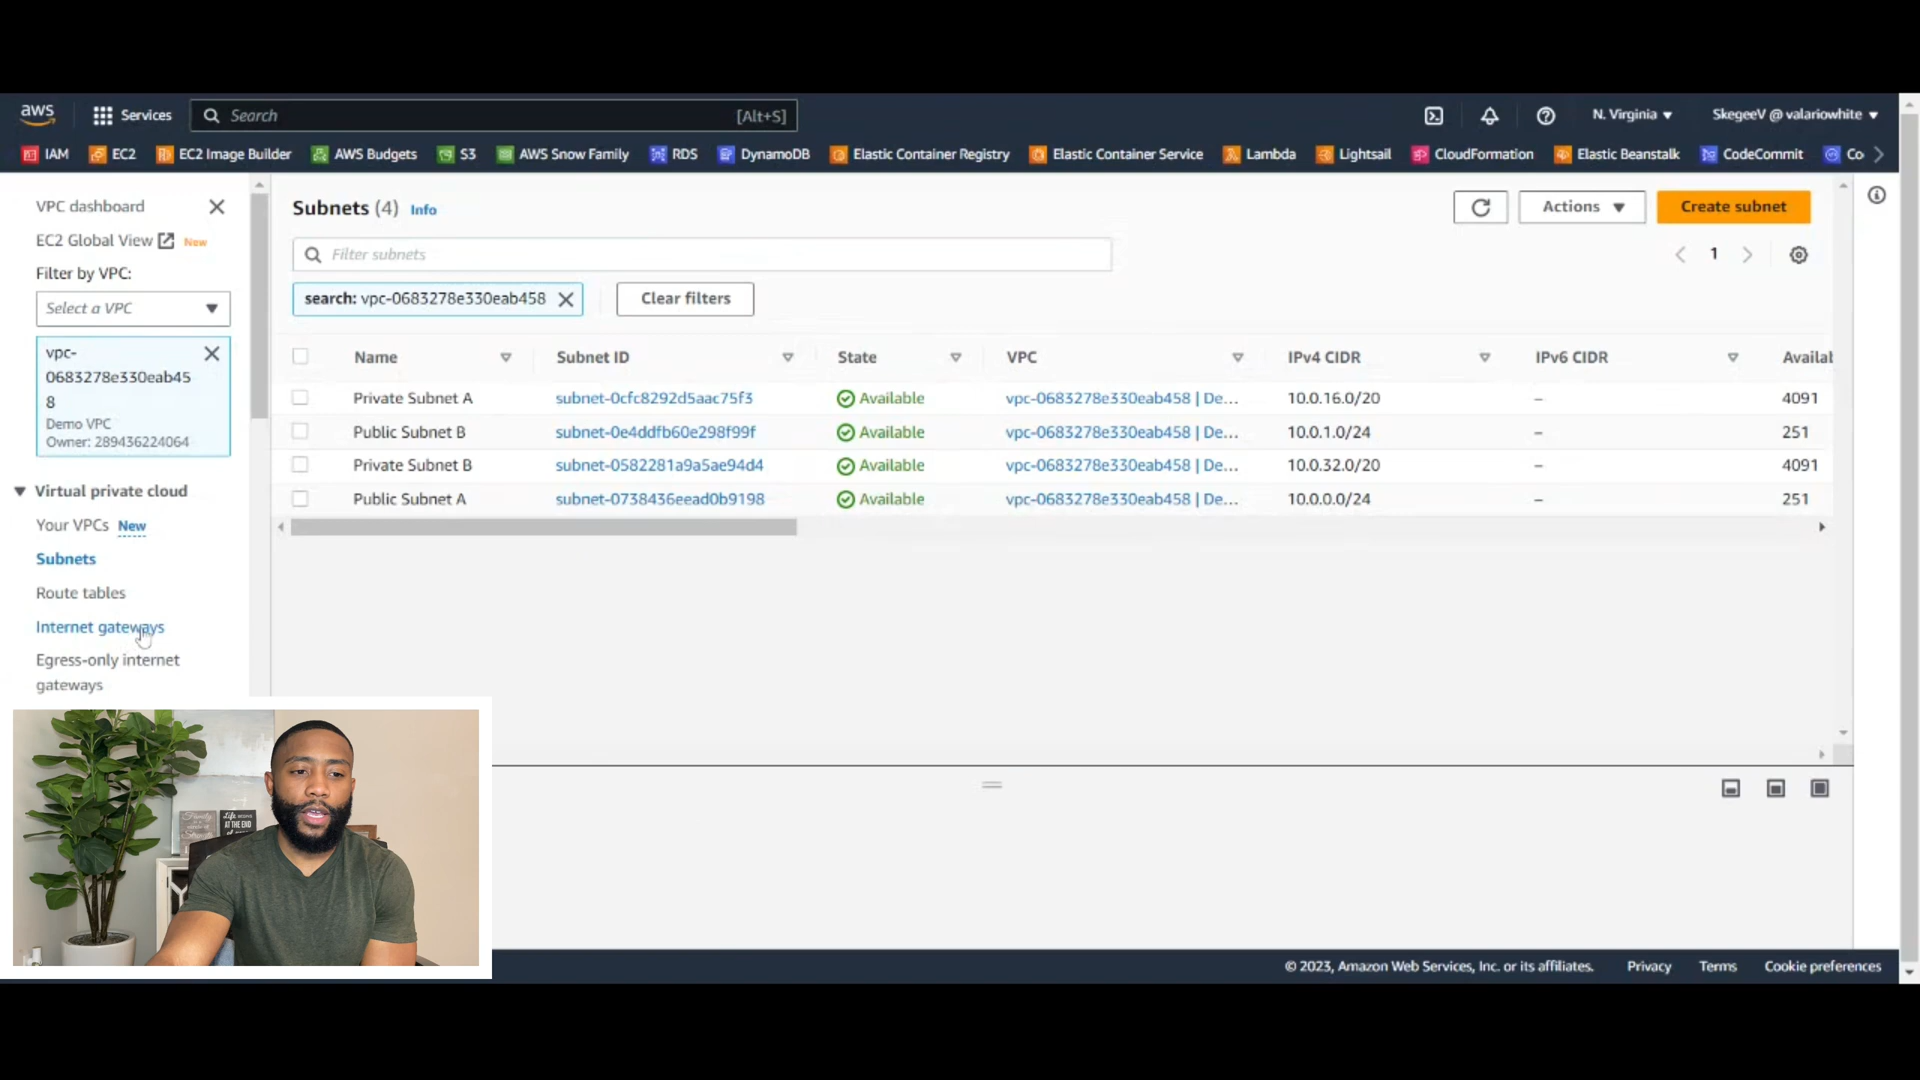 aws
Services
Search
[Alt+S]
N. Virginia
SkegeeV @ valariowhite
IAM
EC2
EC2 Image Builder
AWS Budgets
S3
AWS Snow Family
RDS
DynamoDB
Elastic Container Registry
Elastic Container Service
Lambda
Lightsail
CloudFormation
Elastic Beanstalk
CodeCommit
Co
VPC dashboard
EC2 Global View New
Filter by VPC:
Select a VPC
vpc-
0683278e330eab45
8
Demo VPC
Owner: 289436224064
Virtual private cloud
Your VPCs New
Subnets
Route tables
Internet gateways
Egress-only internet
gateways
Subnets (4) Info
Actions
Create subnet
Filter subnets
1
search: vpc-0683278e330eab458
Clear filters
Name Subnet ID State VPC IPv4 CIDR IPv6 CIDR Availab
Private Subnet A subnet-0cfc8292d5aac75f3 Available vpc-0683278e330eab458 | De... 10.0.16.0/20 – 4091
Public Subnet B subnet-0e4ddfb60e298f99f Available vpc-0683278e330eab458 | De... 10.0.1.0/24 – 251
Private Subnet B subnet-0582281a9a5ae94d4 Available vpc-0683278e330eab458 | De... 10.0.32.0/20 – 4091
Public Subnet A subnet-0738436eead0b9198 Available vpc-0683278e330eab458 | De... 10.0.0.0/24 – 251
Family
Life BEGINS
AT THE END
© 2023, Amazon Web Services, Inc. or its affiliates.
Privacy
Terms
Cookie preferences